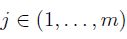 j ∈ (1, . . . , m)